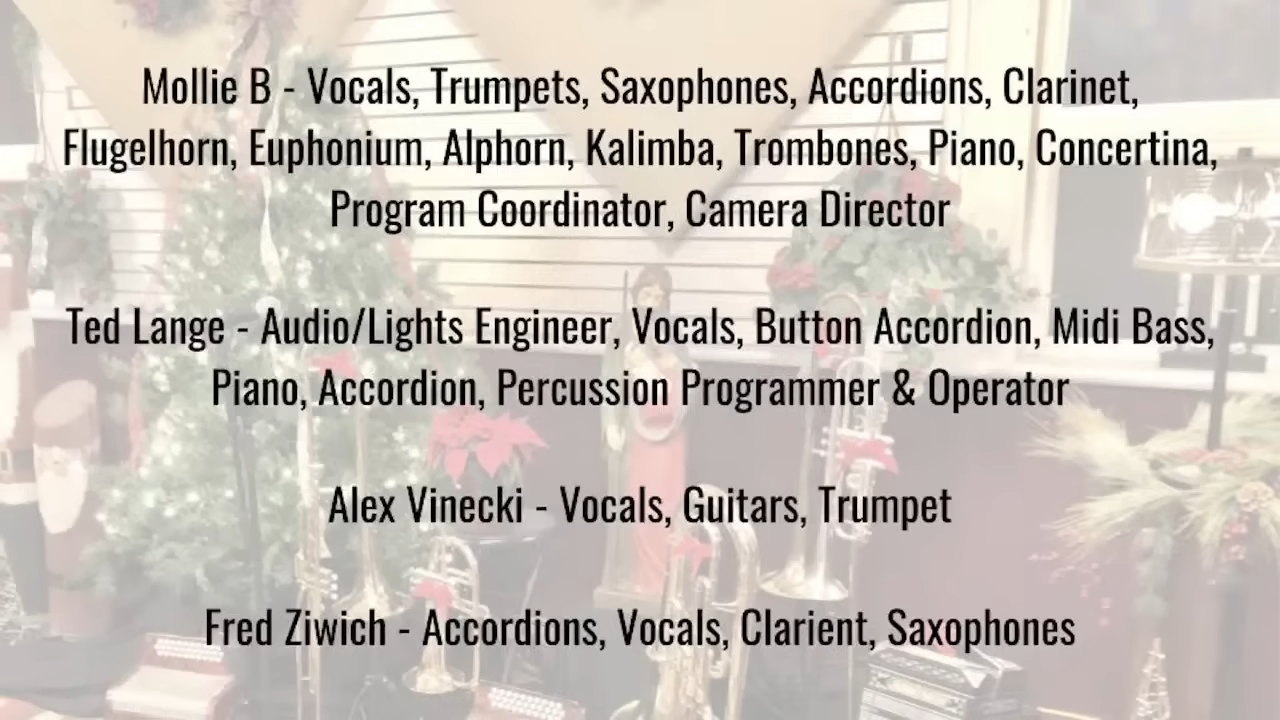 Mollie B - Vocals, Trumpets, Saxophones, Accordions, Clarinet,
Flugelhorn, Euphonium, Alphorn, Kalimba, Trombones, Piano, Concertina,
Program Coordinator, Camera Director
Ted Lange - Audio/Lights Engineer, Vocals, Button Accordion, Midi Bass,
Piano, Accordion, Percussion Programmer & Operator
Alex Vinecki - Vocals, Guitars, Trumpet
Fred Ziwich - Accordions, Vocals, Clarient, Saxophones